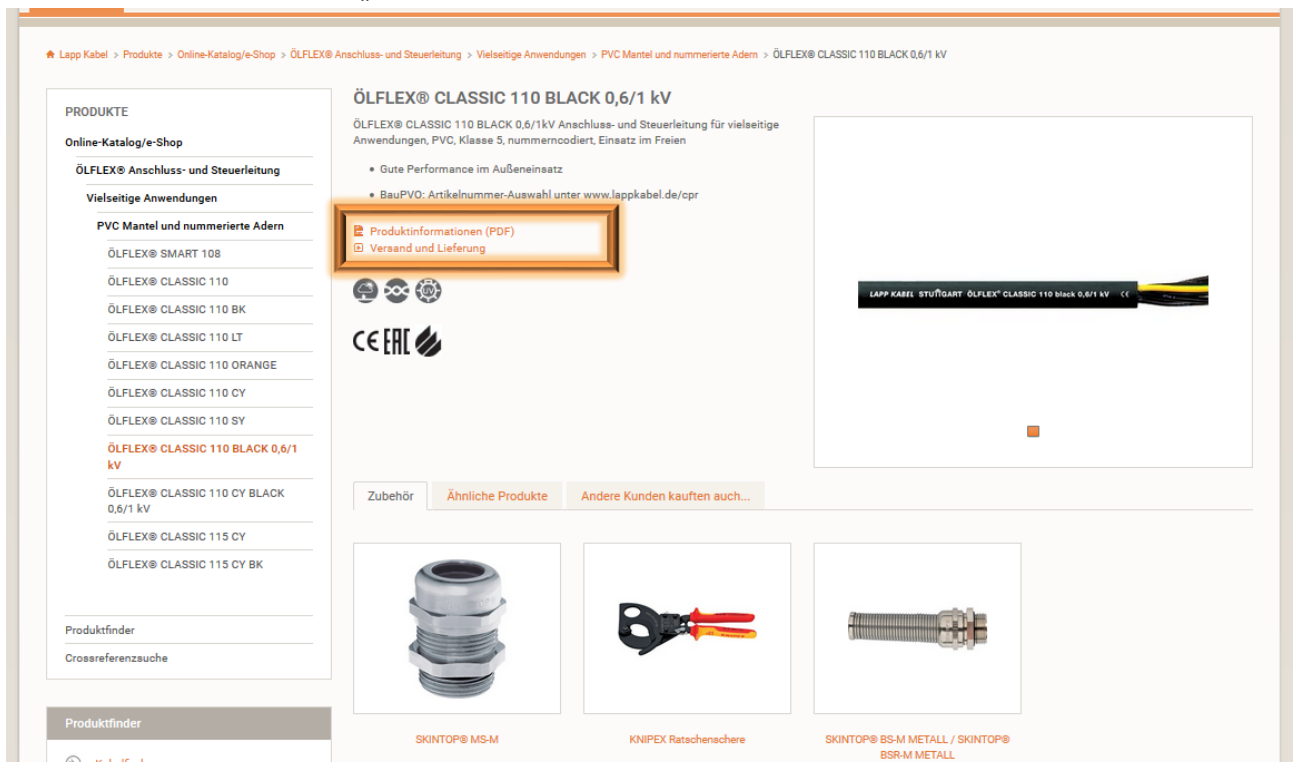 Lapp Kabel > Produkte > Online-Katalog/e-Shop > ÖLFLEX® Anschluss- und Steuerleitung > Vielseitige Anwendungen > PVC Mantel und nummerierte Adern > ÖLFLEX® CLASSIC 110 BLACK 0,6/1 kV
PRODUKTE
Online-Katalog/e-Shop
ÖLFLEX® Anschluss- und Steuerleitung
Vielseitige Anwendungen
PVC Mantel und nummerierte Adern
ÖLFLEX® SMART 108
ÖLFLEX® CLASSIC 110
ÖLFLEX® CLASSIC 110 BK
ÖLFLEX® CLASSIC 110 LT
ÖLFLEX® CLASSIC 110 ORANGE
ÖLFLEX® CLASSIC 110 CY
ÖLFLEX® CLASSIC 110 SY
ÖLFLEX® CLASSIC 110 BLACK 0,6/1
kV
ÖLFLEX® CLASSIC 110 CY BLACK
0,6/1 kV
ÖLFLEX® CLASSIC 115 CY
ÖLFLEX® CLASSIC 115 CY BK
Produktfinder
Crossreferenzsuche
Produktfinder
ÖLFLEX® CLASSIC 110 BLACK 0,6/1 kV
ÖLFLEX® CLASSIC 110 BLACK 0,6/1kV Anschluss- und Steuerleitung für vielseitige
Anwendungen, PVC, Klasse 5, nummerncodiert, Einsatz im Freien
• Gute Performance im Außeneinsatz
• BauPVO: Artikelnummer-Auswahl unter www.lappkabel.de/cpr
Produktinformationen (PDF)
Versand und Lieferung
UV
CE EAC
LAPP KABEL STUTTGART ÖLFLEX® CLASSIC 110 black 0,6/1 kV CE
Zubehör
Ähnliche Produkte
Andere Kunden kauften auch...
SKINTOP® MS-M
KNIPEX Ratschenschere
SKINTOP® BS-M METALL / SKINTOP®
BSR-M METALL